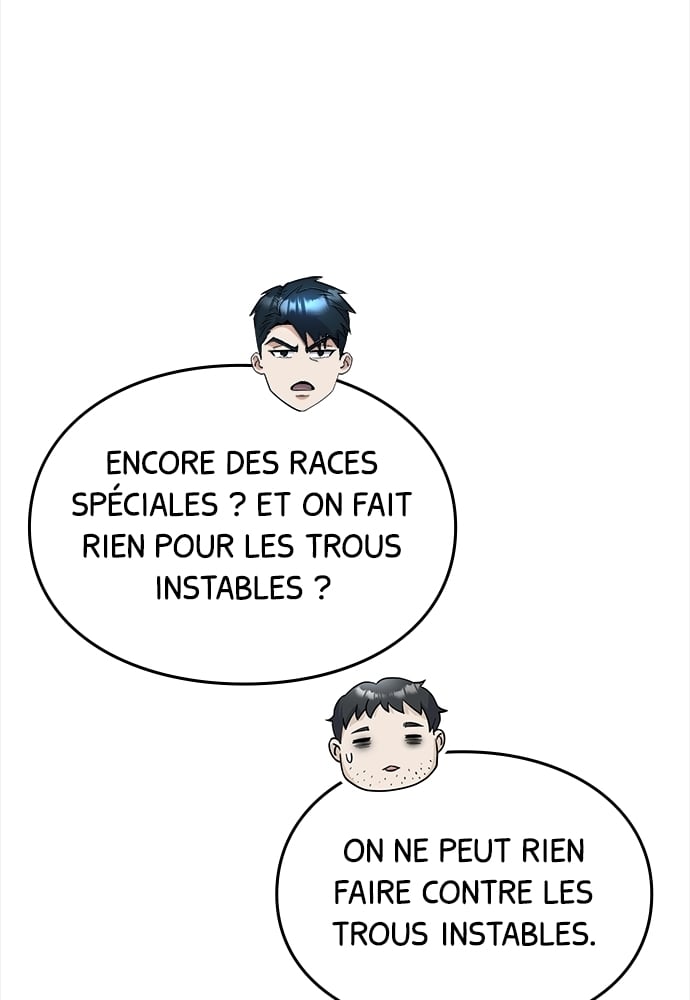 ENCORE DES RACES
SPÉCIALES ? ET ON FAIT
RIEN POUR LES TROUS
INSTABLES ?
ON NE PEUT RIEN
FAIRE CONTRE LES
TROUS INSTABLES.